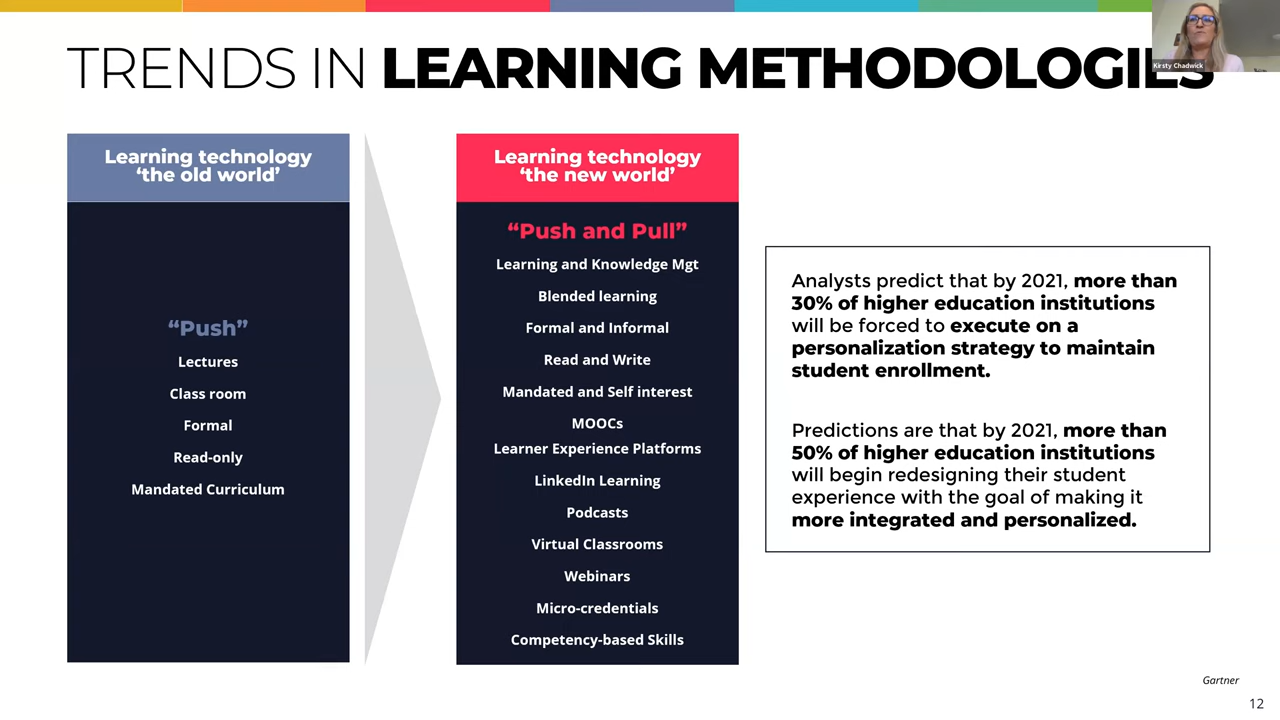 TRENDS IN LEARNING METHODOLOGIES
Kirsty Chadwick
Learning technology
‘the old world’
“Push”
Lectures
Class room
Formal
Read-only
Mandated Curriculum
Learning technology
‘the new world’
“Push and Pull”
Learning and Knowledge Mgt
Blended learning
Formal and Informal
Read and Write
Mandated and Self interest
MOOCs
Learner Experience Platforms
LinkedIn Learning
Podcasts
Virtual Classrooms
Webinars
Micro-credentials
Competency-based Skills
Analysts predict that by 2021, more than
30% of higher education institutions
will be forced to execute on a
personalization strategy to maintain
student enrollment.
Predictions are that by 2021, more than
50% of higher education institutions
will begin redesigning their student
experience with the goal of making it
more integrated and personalized.
Gartner
12